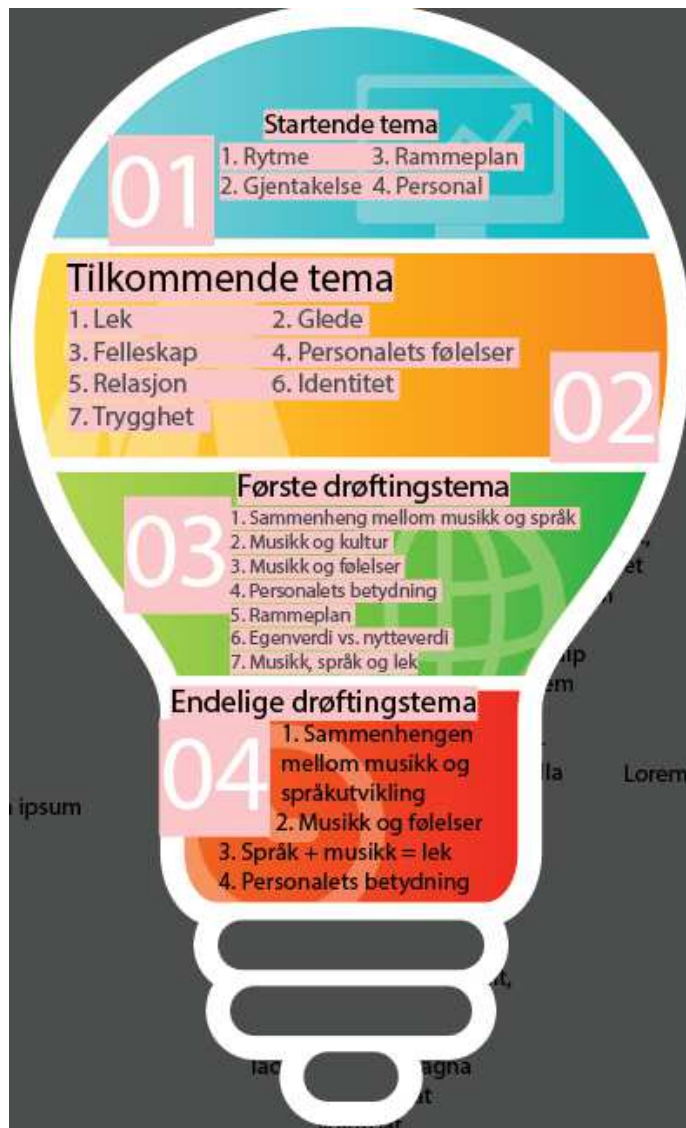 Startende tema
01
1. Rytme 3. Rammeplan
2. Gjentakelse 4. Personal
Tilkommende tema
1. Lek 2. Glede
3. Felleskap 4. Personalets følelser
5. Relasjon 6. Identitet
7. Trygghet
02
Første drøftingstema
03
1. Sammenheng mellom musikk og språk
2. Musikk og kultur
3. Musikk og følelser
4. Personalets betydning
5. Rammeplan
6. Egenverdi vs. nytteverdi
7. Musikk, språk og lek
Endelige drøftingstema
04
1. Sammenhengen
mellom musikk og
språkutvikling
2. Musikk og følelser
3. Språk + musikk = lek
4. Personalets betydning
Lorem
ipsum